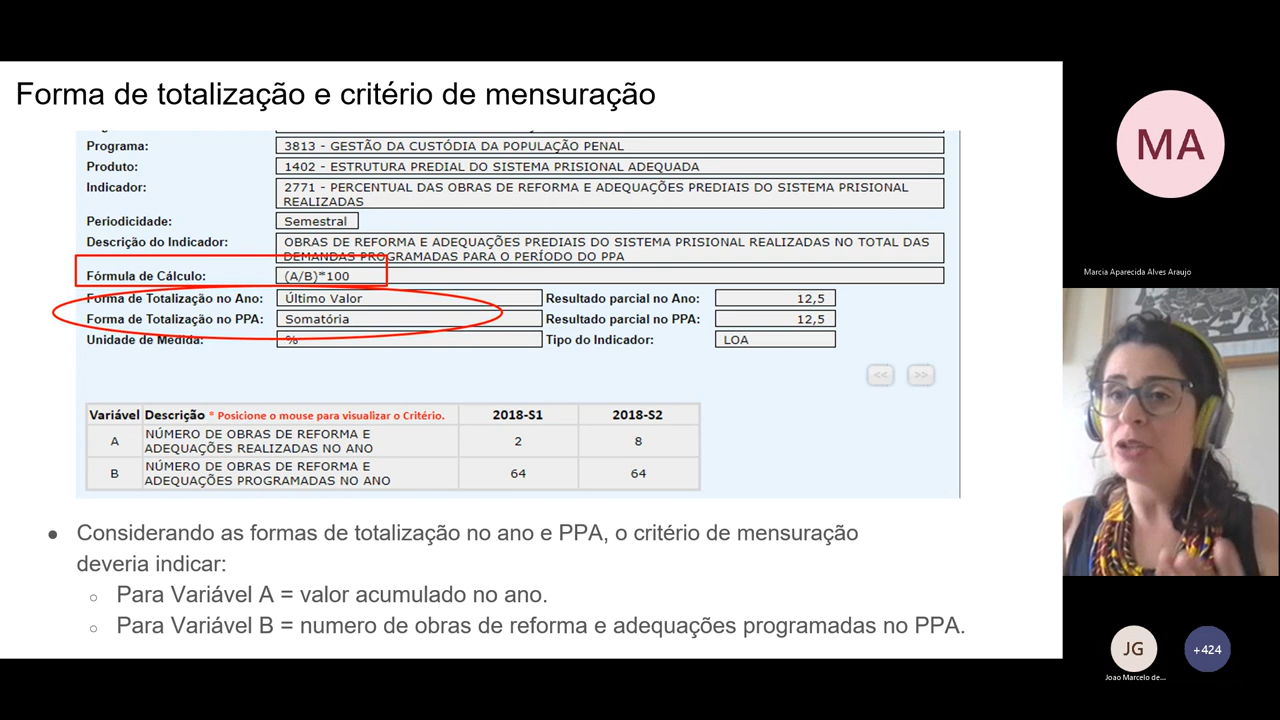 Forma de totalização e critério de mensuração
Programa: 3813 - GESTÃO DA CUSTÓDIA DA POPULAÇÃO PENAL
Produto: 1402 - ESTRUTURA PREDIAL DO SISTEMA PRISIONAL ADEQUADA
Indicador: 2771 - PERCENTUAL DAS OBRAS DE REFORMA E ADEQUAÇÕES PREDIAIS DO SISTEMA PRISIONAL
REALIZADAS
Periodicidade: Semestral
Descrição do Indicador: OBRAS DE REFORMA E ADEQUAÇÕES PREDIAIS DO SISTEMA PRISIONAL REALIZADAS NO TOTAL DAS
DEMANDAS PROGRAMADAS PARA O PERÍODO DO PPA
Fórmula de Cálculo: (A/B)*100
Forma de Totalização no Ano: Último Valor Resultado parcial no Ano: 12,5
Forma de Totalização no PPA: Somatória Resultado parcial no PPA: 12,5
Unidade de Medida: % Tipo do Indicador: LOA
<< >>
Variável Descrição * Posicione o mouse para visualizar o Critério. 2018-S1 2018-S2
A NÚMERO DE OBRAS DE REFORMA E
ADEQUAÇÕES REALIZADAS NO ANO 2 8
B NÚMERO DE OBRAS DE REFORMA E
ADEQUAÇÕES PROGRAMADAS NO ANO 64 64
● Considerando as formas de totalização no ano e PPA, o critério de mensuração
deveria indicar:
○ Para Variável A = valor acumulado no ano.
○ Para Variável B = numero de obras de reforma e adequações programadas no PPA.
MA
Marcia Aparecida Alves Araujo
JG
+424
Joao Marcelo de...